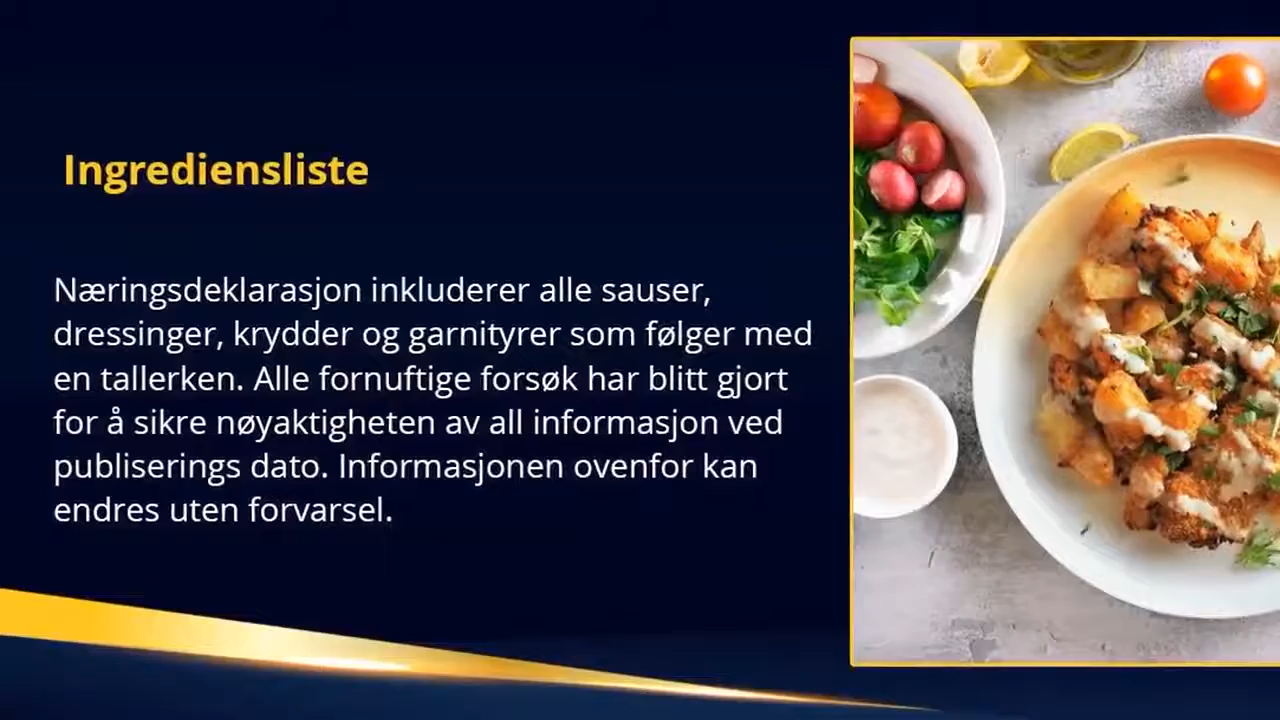 Ingrediensliste
Næringsdeklarasjon inkluderer alle sauser,
dressinger, krydder og garnityrer som følger med
en tallerken. Alle fornuftige forsøk har blitt gjort
for å sikre nøyaktigheten av all informasjon ved
publiserings dato. Informasjonen ovenfor kan
endres uten forvarsel.